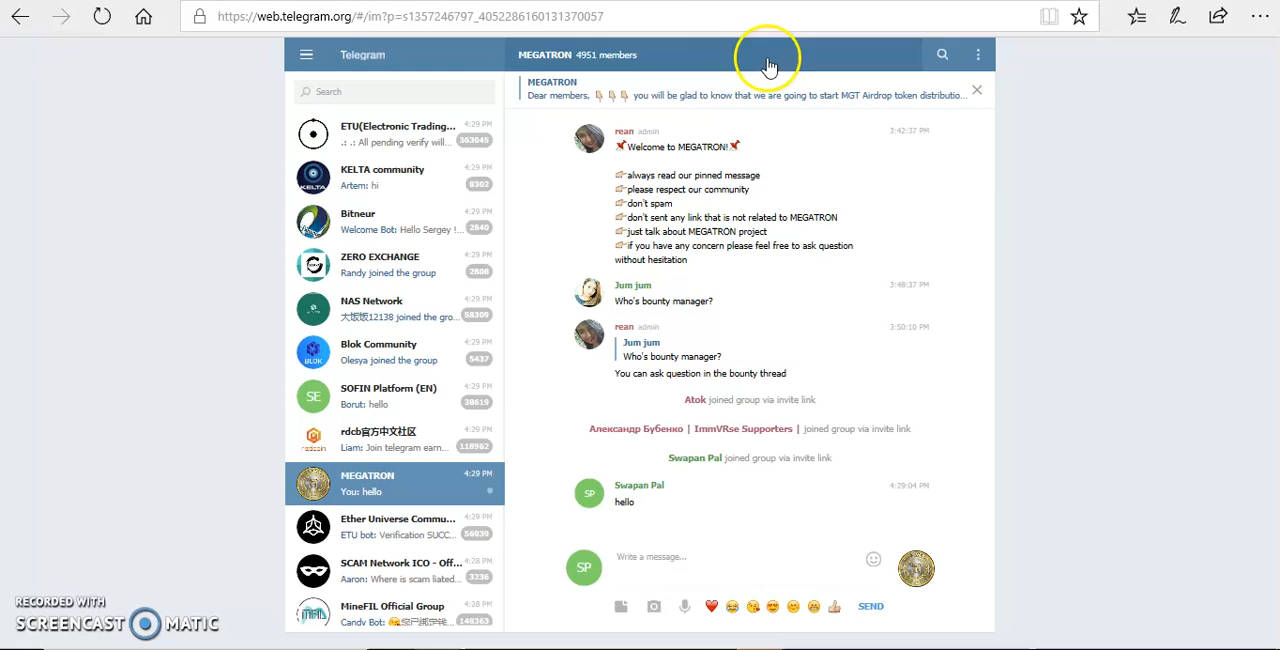 https://web.telegram.org/#/im?p=s1357246797_4052286160131370057
Telegram
MEGATRON 4951 members
Search
MEGATRON
Dear members, 👇👇👇 you will be glad to know that we are going to start MGT Airdrop token distributio...
ETU(Electronic Trading... 4:29 PM
.: .: All pending verify will... 363045
KELTA community 4:29 PM
Artem: hi 8302
Bitneur 4:29 PM
Welcome Bot: Hello Sergey !... 2840
ZERO EXCHANGE 4:29 PM
Randy joined the group 2808
NAS Network 4:29 PM
大饭饭12138 joined the gro... 58309
Blok Community 4:29 PM
Olesya joined the group 5437
SOFIN Platform (EN) 4:29 PM
Borut: hello 38619
SE
rdcb官方中文社区 4:29 PM
Liam: Join telegram earn... 118962
redcoin
MEGATRON 4:29 PM
You: hello
Ether Universe Commu... 4:29 PM
ETU bot: Verification SUCC... 56039
SCAM Network ICO - Off... 4:28 PM
Aaron: Where is scam liated... 3236
MineFIL Official Group 4:28 PM
Candy Bot: 148363
KELTA
BLOK
rean admin 3:42:37 PM
📌Welcome to MEGATRON!📌
👉always read our pinned message
👉please respect our community
👉don't spam
👉don't sent any link that is not related to MEGATRON
👉just talk about MEGATRON project
👉if you have any concern please feel free to ask question
without hesitation
Jum jum 3:48:37 PM
Who's bounty manager?
rean admin 3:50:10 PM
Jum jum
Who's bounty manager?
You can ask question in the bounty thread
Atok joined group via invite link
Александр Бубенко | ImmVRse Supporters | joined group via invite link
Swapan Pal joined group via invite link
SP
Swapan Pal 4:29:04 PM
hello
SP
Write a message...
❤️😂😘😍😊😁👍 SEND
RECORDED WITH
SCREENCAST MATIC